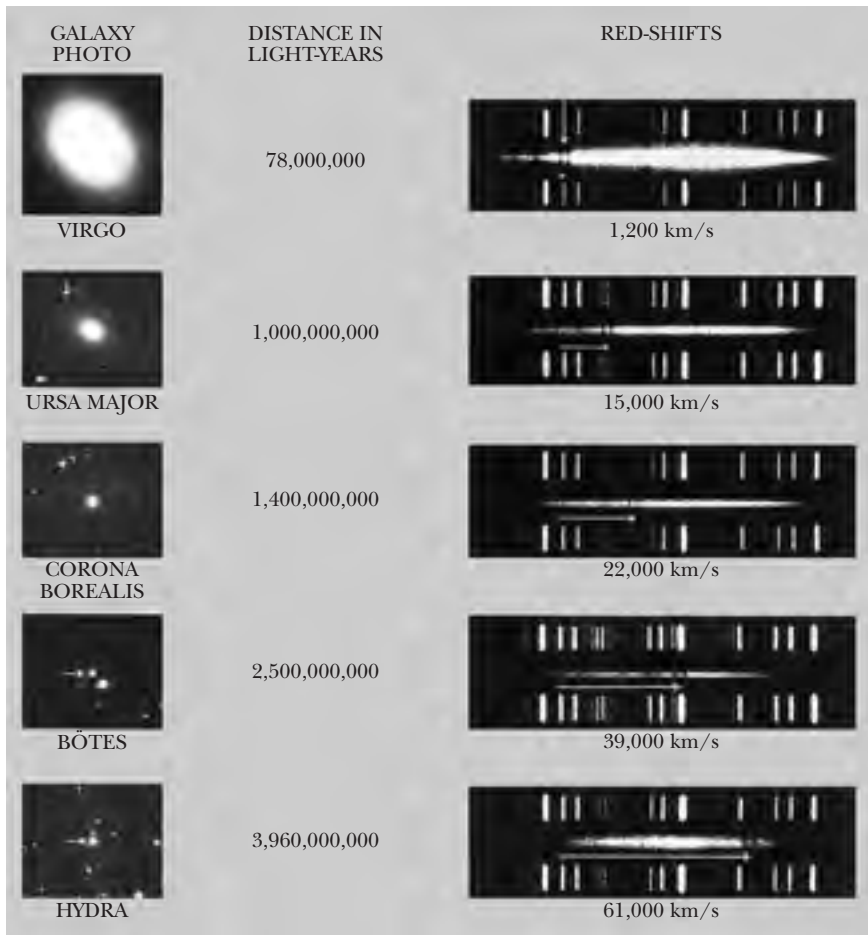 GALAXY
PHOTO
DISTANCE IN
LIGHT-YEARS
RED-SHIFTS
VIRGO
78,000,000
1,200 km/s
URSA MAJOR
1,000,000,000
15,000 km/s
CORONA
BOREALIS
1,400,000,000
22,000 km/s
BÖTES
2,500,000,000
39,000 km/s
HYDRA
3,960,000,000
61,000 km/s